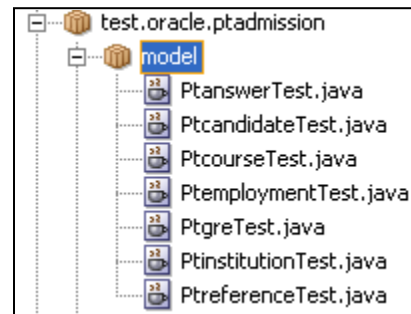 test.oracle.ptadmission
model
PtanswerTest.java
PtcandidateTest.java
PtcourseTest.java
PtemploymentTest.java
PtgreTest.java
PtinstitutionTest.java
PtreferenceTest.java